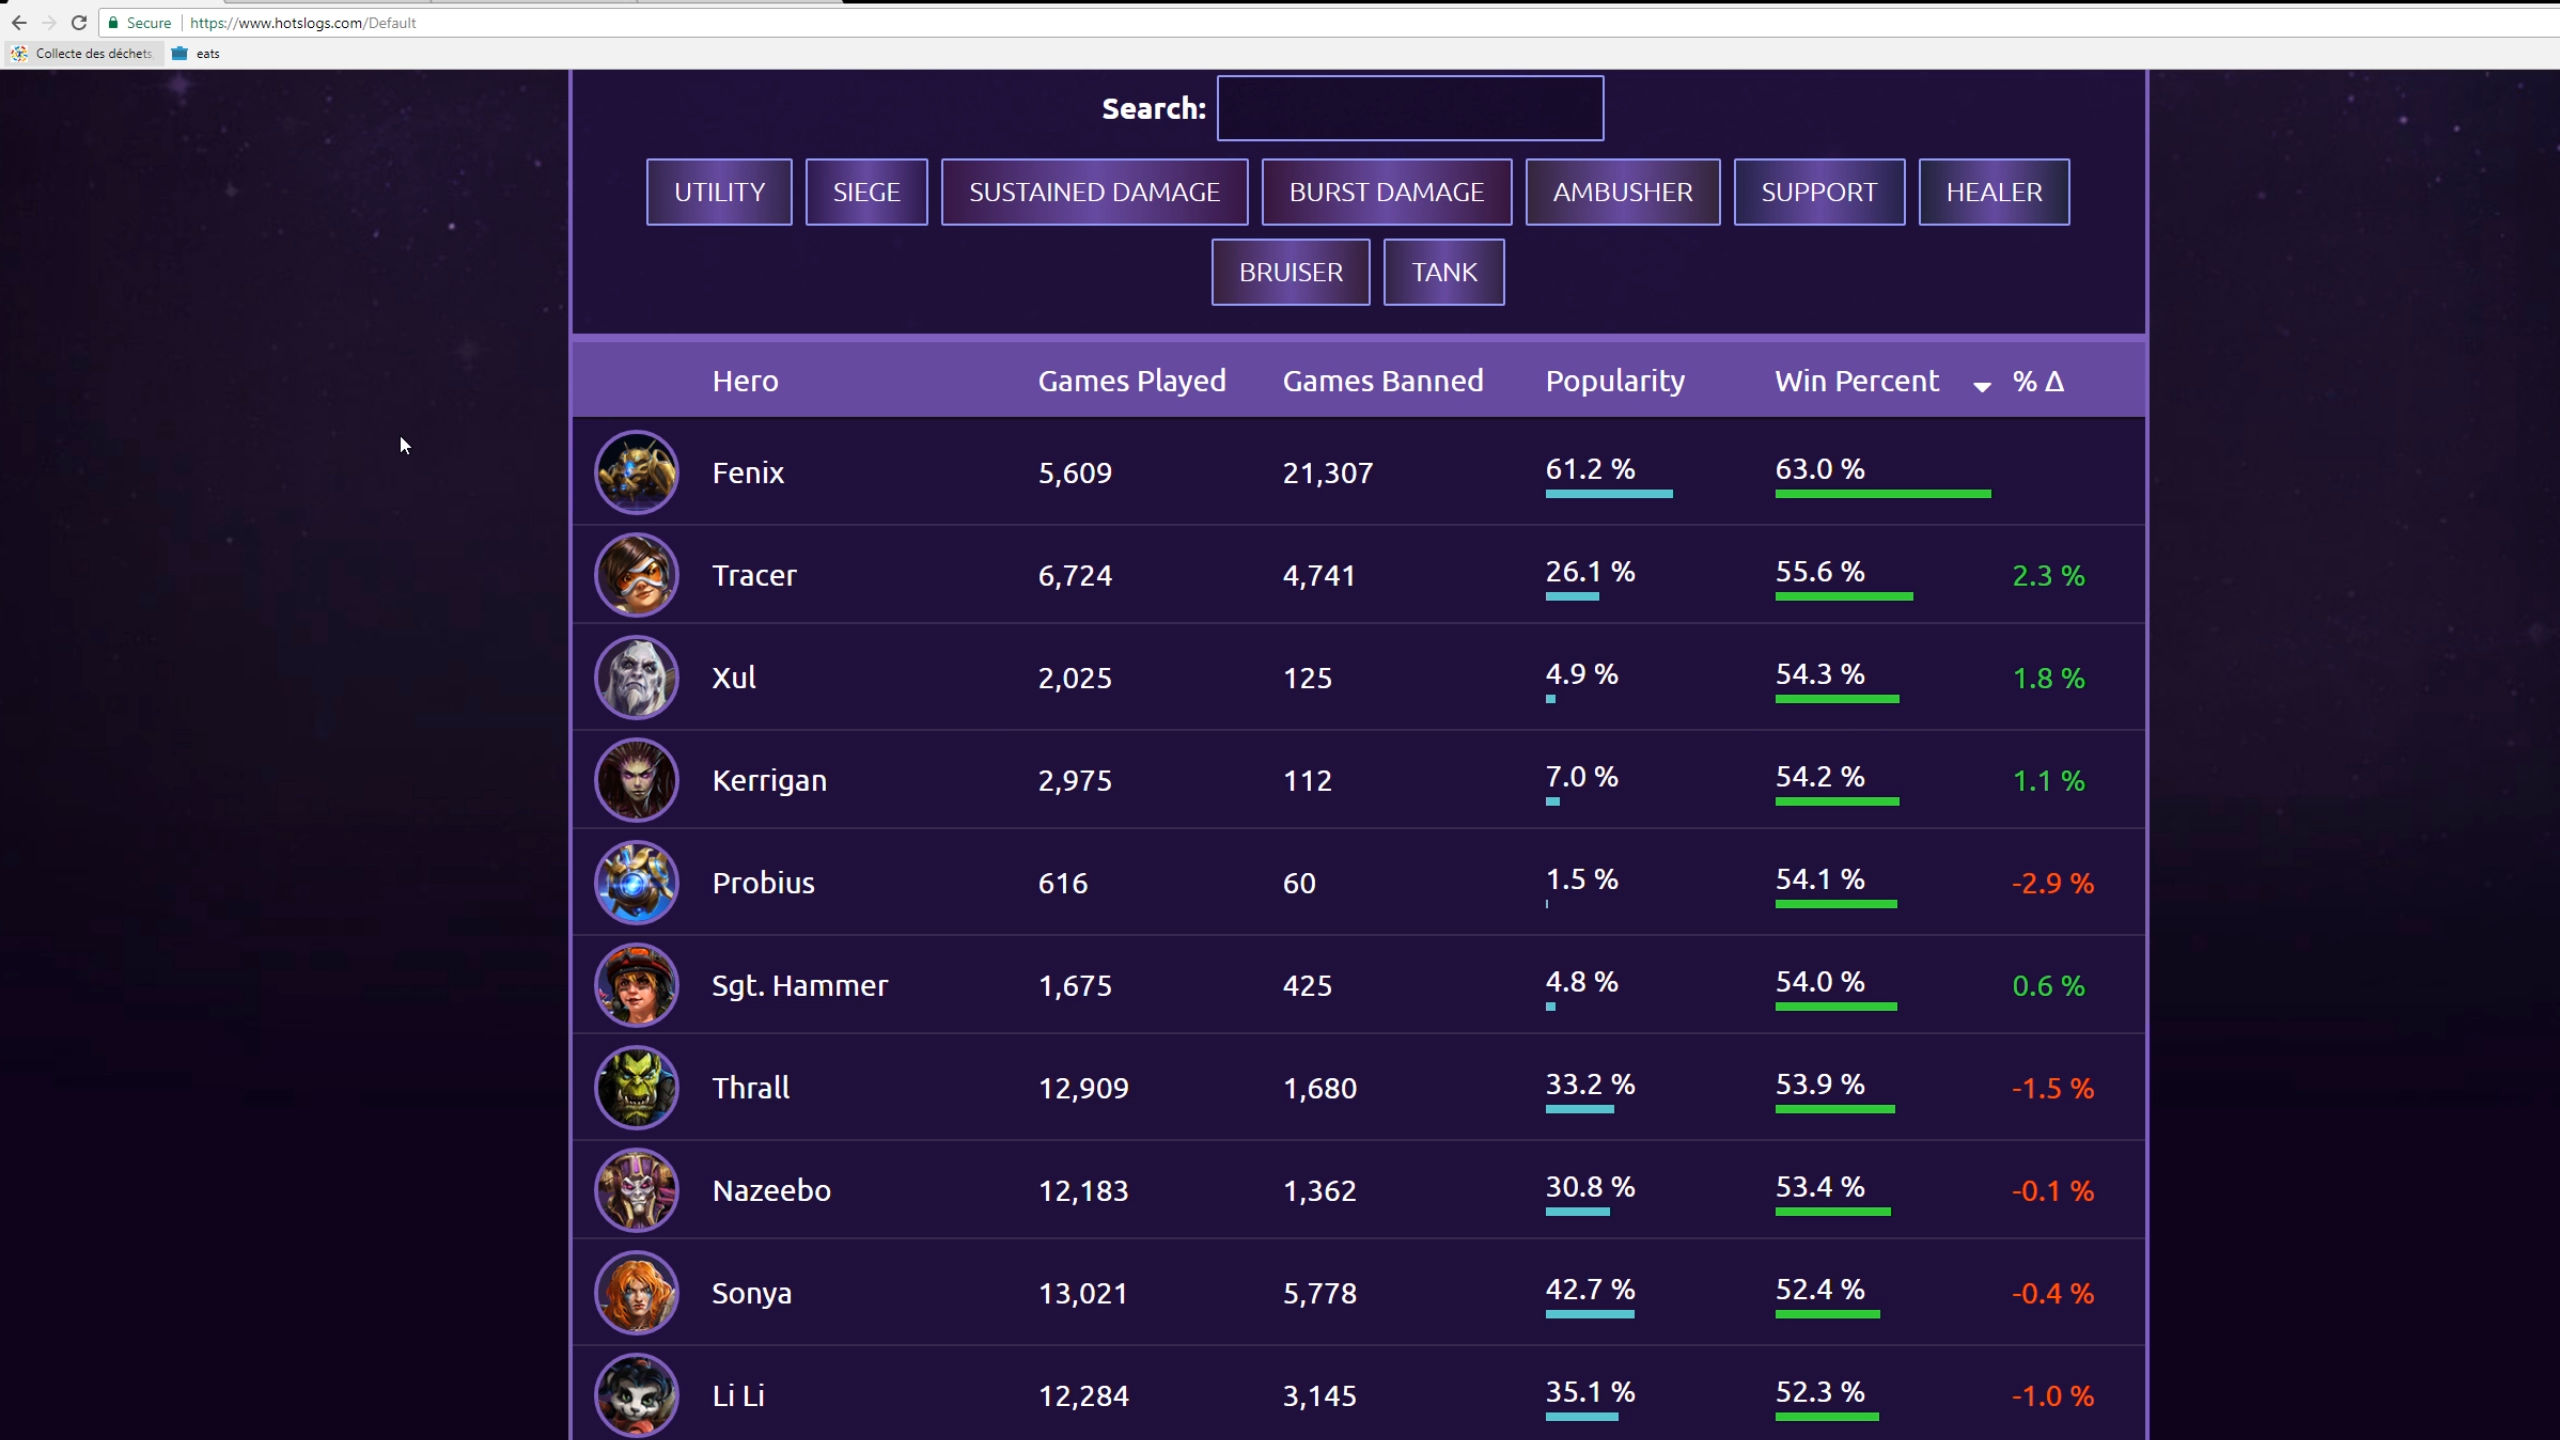 Secure https://www.hotslogs.com/Default
Collecte des déchets eats
Search:
UTILITY SIEGE SUSTAINED DAMAGE BURST DAMAGE AMBUSHER SUPPORT HEALER
BRUISER TANK
Hero Games Played Games Banned Popularity Win Percent % Δ
Fenix 5,609 21,307 61.2 % 63.0 %
Tracer 6,724 4,741 26.1 % 55.6 % 2.3 %
Xul 2,025 125 4.9 % 54.3 % 1.8 %
Kerrigan 2,975 112 7.0 % 54.2 % 1.1 %
Probius 616 60 1.5 % 54.1 % -2.9 %
Sgt. Hammer 1,675 425 4.8 % 54.0 % 0.6 %
Thrall 12,909 1,680 33.2 % 53.9 % -1.5 %
Nazeebo 12,183 1,362 30.8 % 53.4 % -0.1 %
Sonya 13,021 5,778 42.7 % 52.4 % -0.4 %
Li Li 12,284 3,145 35.1 % 52.3 % -1.0 %